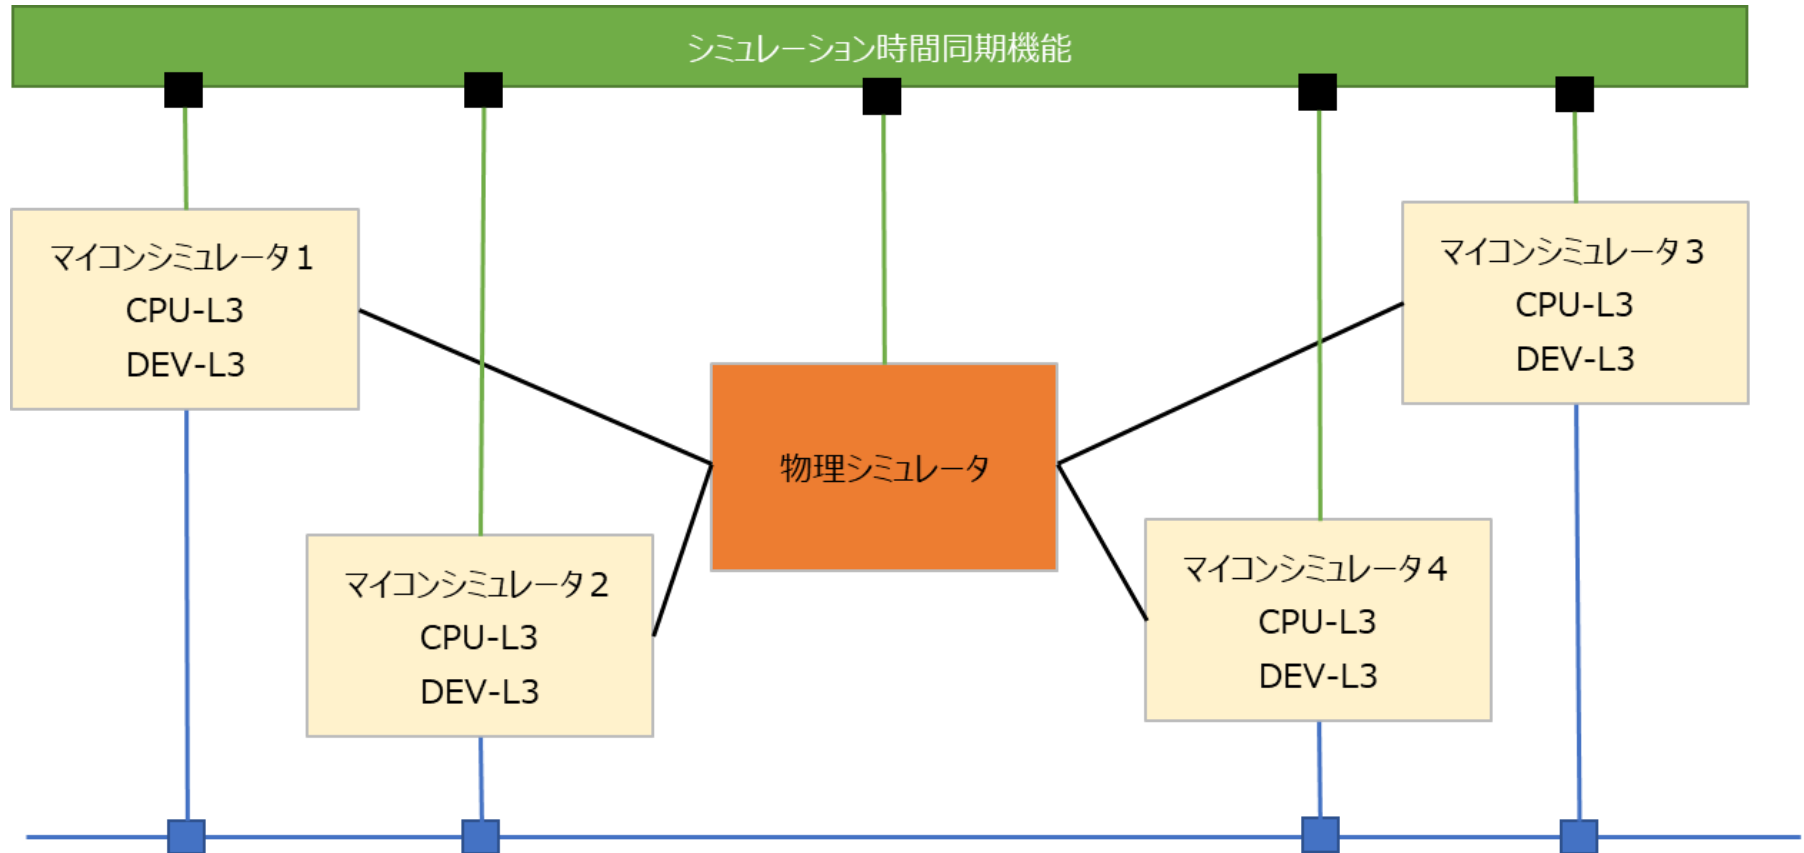 シミュレーション時間同期機能
マイコンシミュレータ1
CPU-L3
DEV-L3
マイコンシミュレータ3
CPU-L3
DEV-L3
物理シミュレータ
マイコンシミュレータ2
CPU-L3
DEV-L3
マイコンシミュレータ4
CPU-L3
DEV-L3